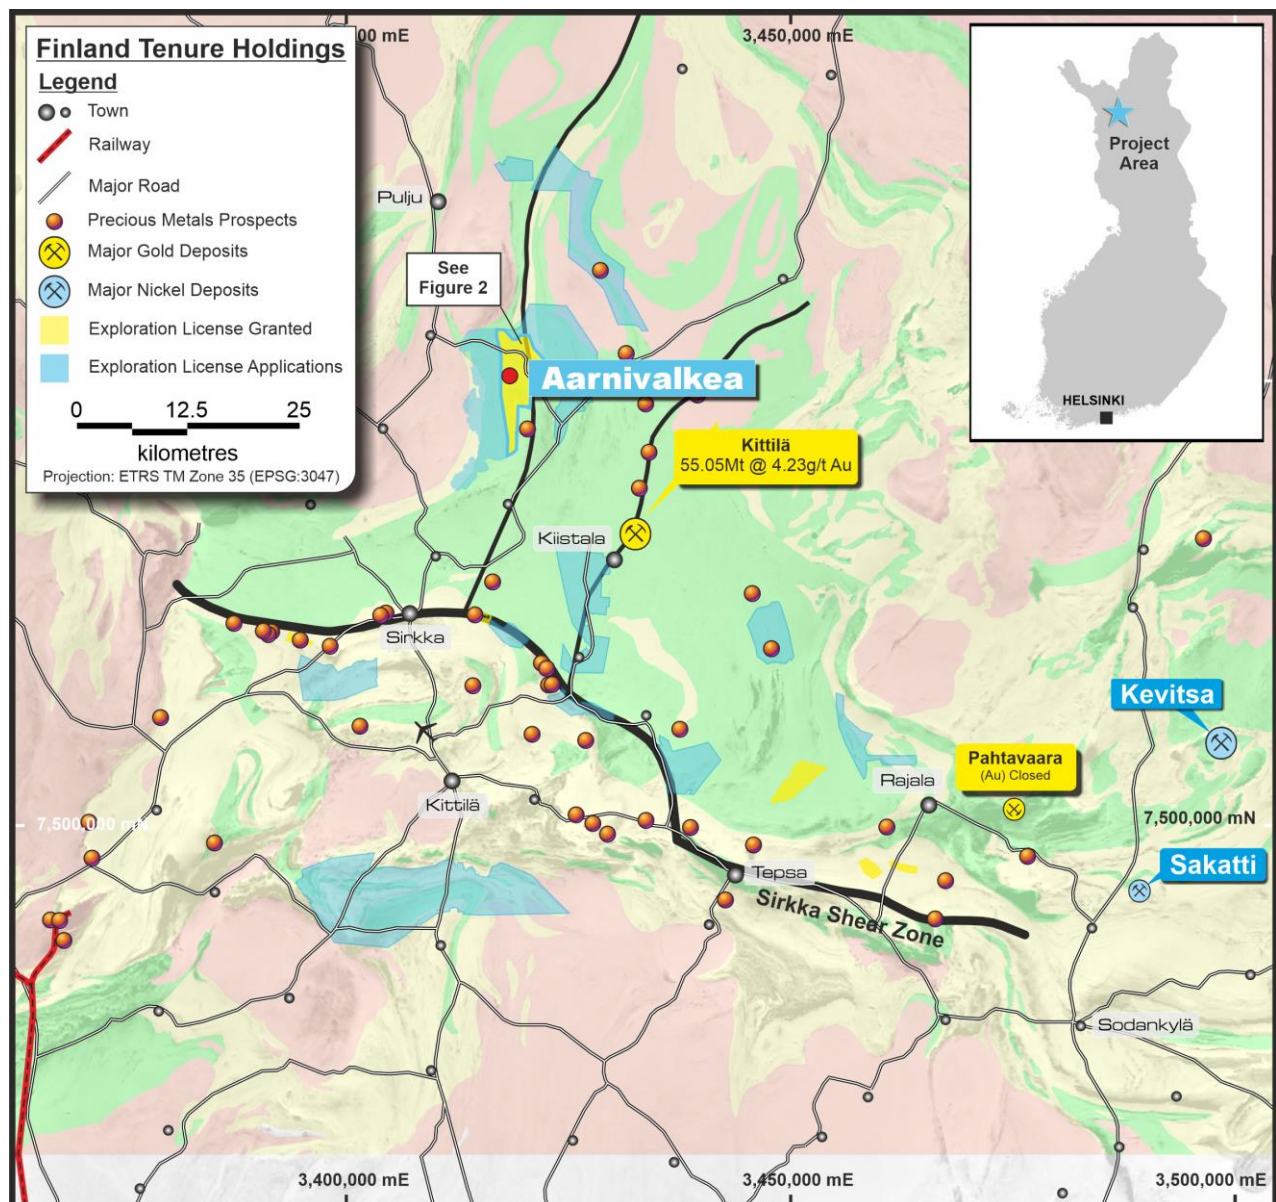 Finland Tenure Holdings
Legend
Town
Railway
Major Road
Precious Metals Prospects
Major Gold Deposits
Major Nickel Deposits
Exploration License Granted
Exploration License Applications
0 12.5 25
kilometres
Projection: ETRS TM Zone 35 (EPSG:3047)
00 mE
3,450,000 mE
Project
Area
HELSINKI
Pulju
See
Figure 2
Aarnivalkea
Kittilä
55.05Mt @ 4.23g/t Au
Kiistala
Sirkka
Kevitsa
Pahtavaara
(Au) Closed
Rajala
Kittilä
7,500,000 mN
7,500,000 mN
Sakatti
Tepsa
Sirkka Shear Zone
Sodankylä
3,400,000 mE
3,450,000 mE
3,500,000 mE